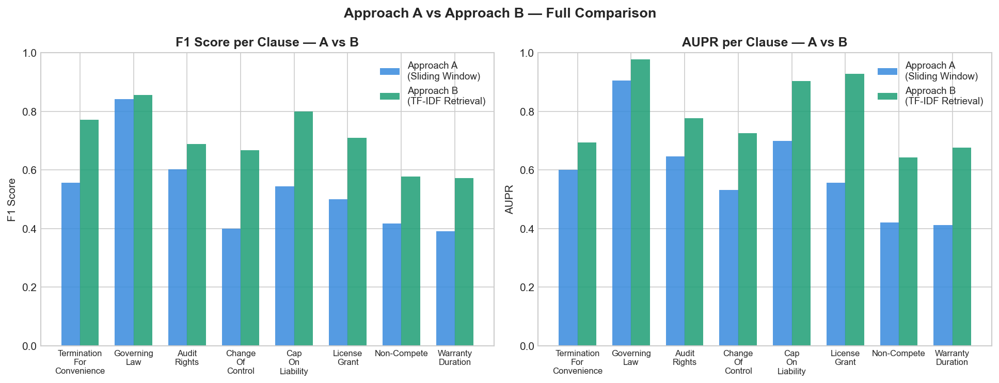 Approach A vs Approach B — Full Comparison
F1 Score per Clause — A vs B
1.0
0.8
0.6
0.4
0.2
0.0
F1 Score
Approach A
(Sliding Window)
Approach B
(TF-IDF Retrieval)
Termination
For
Convenience
Governing
Law
Audit
Rights
Change
Of
Control
Cap
On
Liability
License
Grant
Non-Compete
Warranty
Duration
AUPR per Clause — A vs B
1.0
0.8
0.6
0.4
0.2
0.0
AUPR
Approach A
(Sliding Window)
Approach B
(TF-IDF Retrieval)
Termination
For
Convenience
Governing
Law
Audit
Rights
Change
Of
Control
Cap
On
Liability
License
Grant
Non-Compete
Warranty
Duration